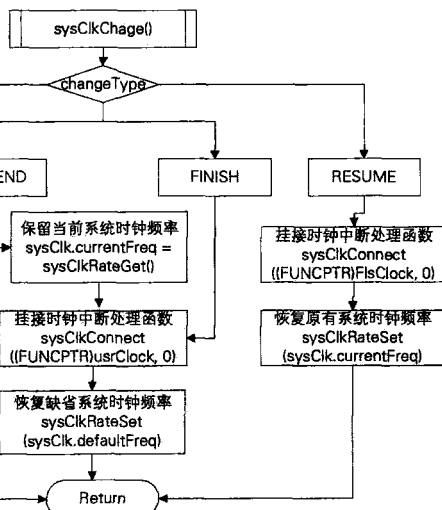 sysClkChage()
changeType
END
FINISH
RESUME
保留当前系统时钟频率
sysClk.currentFreq =
sysClkRateGet()
挂接时钟中断处理函数
sysClkConnect
((FUNCPTR)FlsClock, 0)
挂接时钟中断处理函数
sysClkConnect
((FUNCPTR)usrClock, 0)
恢复原有系统时钟频率
sysClkRateSet
(sysClk.currentFreq)
恢复缺省系统时钟频率
sysClkRateSet
(sysClk.defaultFreq)
Return